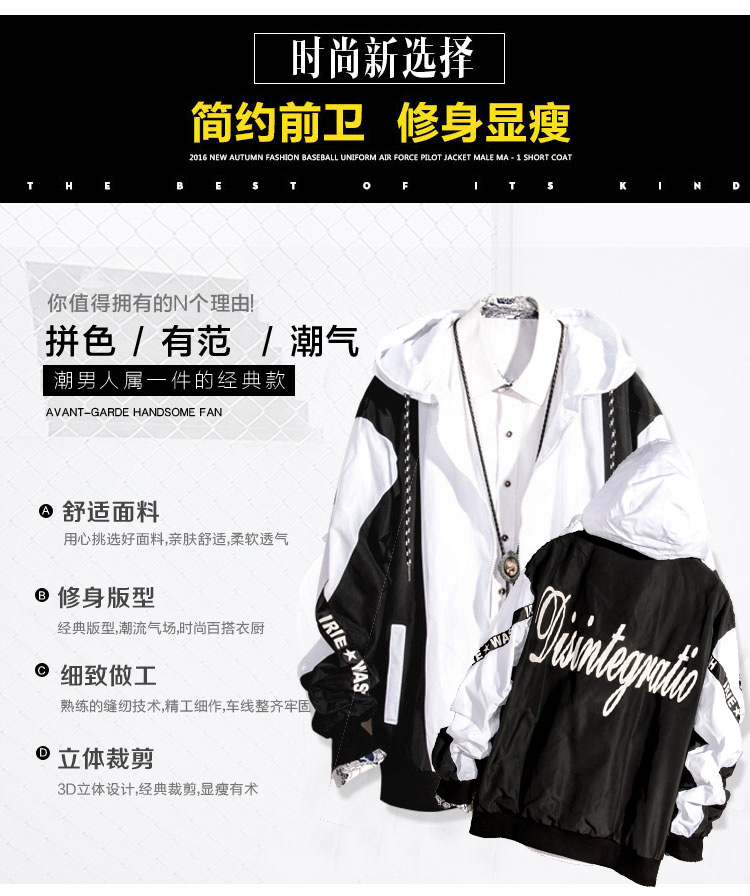 时尚新选择
简约前卫 修身显瘦
2016 NEW AUTUMN FASHION BASEBALL UNIFORM AIR FORCE PILOT JACKET MALE MA - 1 SHORT COAT
THE BEST OF ITS KIND
你值得拥有的N个理由!
拼色 / 有范 / 潮气
潮男人属一件的经典款
AVANT-GARDE HANDSOME FAN
A 舒适面料
用心挑选好面料,亲肤舒适,柔软透气
B 修身版型
经典版型,潮流气场,时尚百搭衣厨
C 细致做工
熟练的缝纫技术,精工细作,车线整齐牢固
D 立体裁剪
3D立体设计,经典裁剪,显瘦有术
IRIE★WAS
Disintegratio
IRIE★